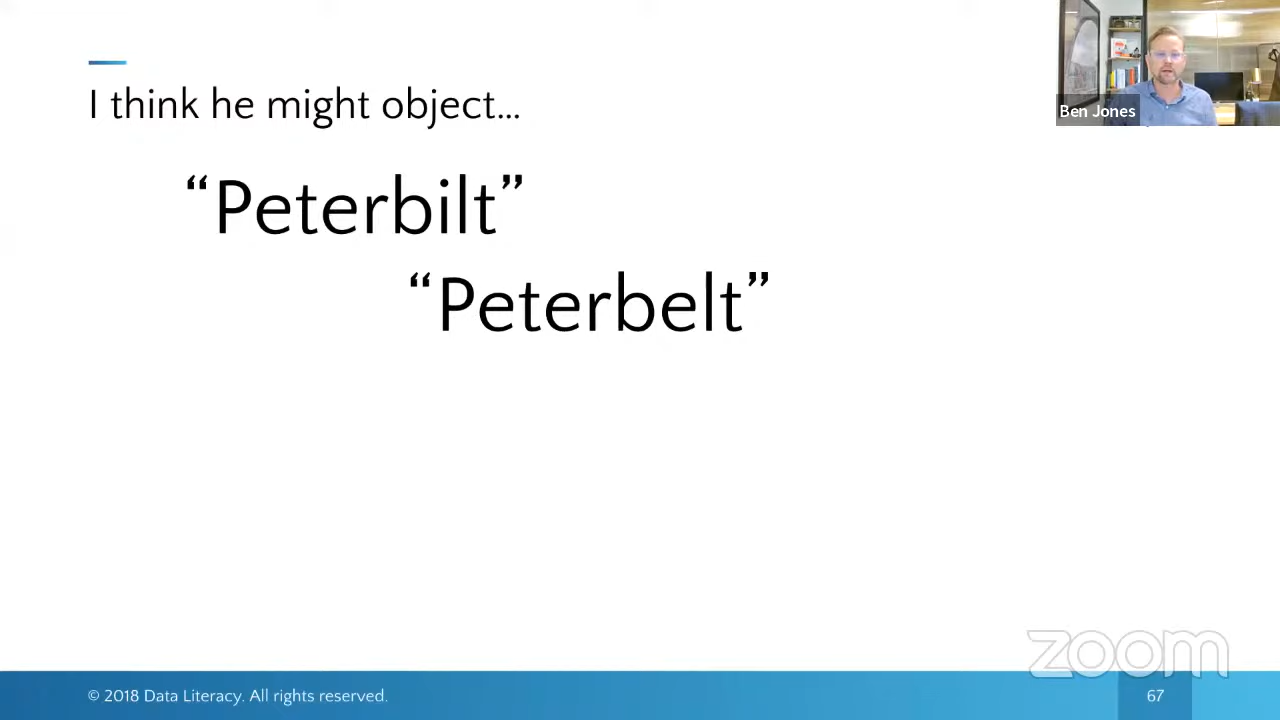 Ben Jones
I think he might object...
“Peterbilt”
“Peterbelt”
zoom
© 2018 Data Literacy. All rights reserved.
67